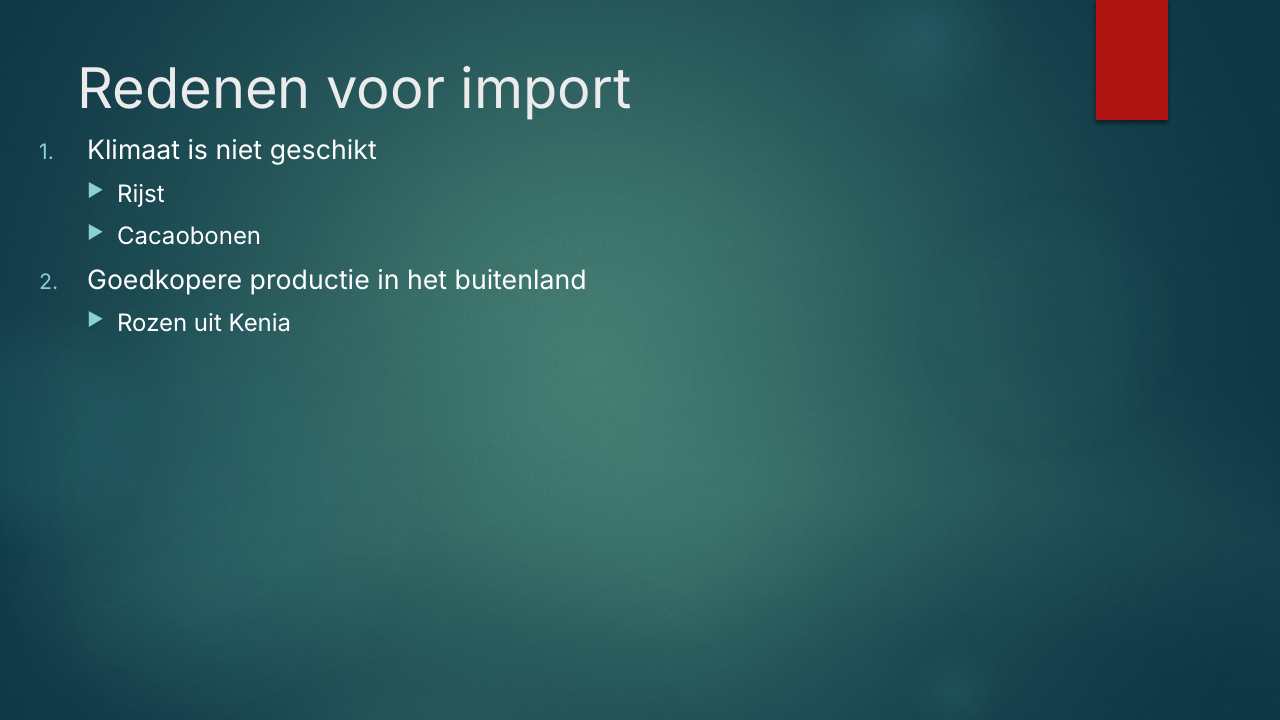 Redenen voor import
1. Klimaat is niet geschikt
Rijst
Cacaobonen
2. Goedkopere productie in het buitenland
Rozen uit Kenia